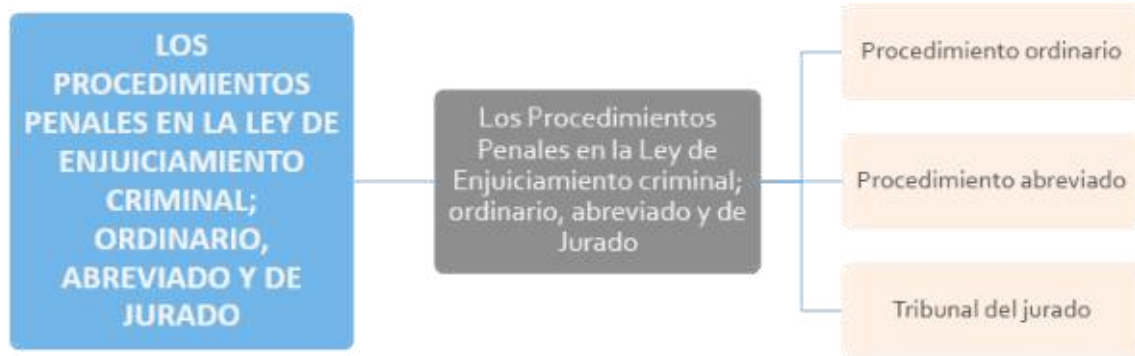 LOS
PROCEDIMIENTOS
PENALES EN LA LEY DE
ENJUICIAMIENTO
CRIMINAL;
ORDINARIO,
ABREVIADO Y DE
JURADO
Los Procedimientos
Penales en la Ley de
Enjuiciamiento criminal;
ordinario, abreviado y de
Jurado
Procedimiento ordinario
Procedimiento abreviado
Tribunal del jurado